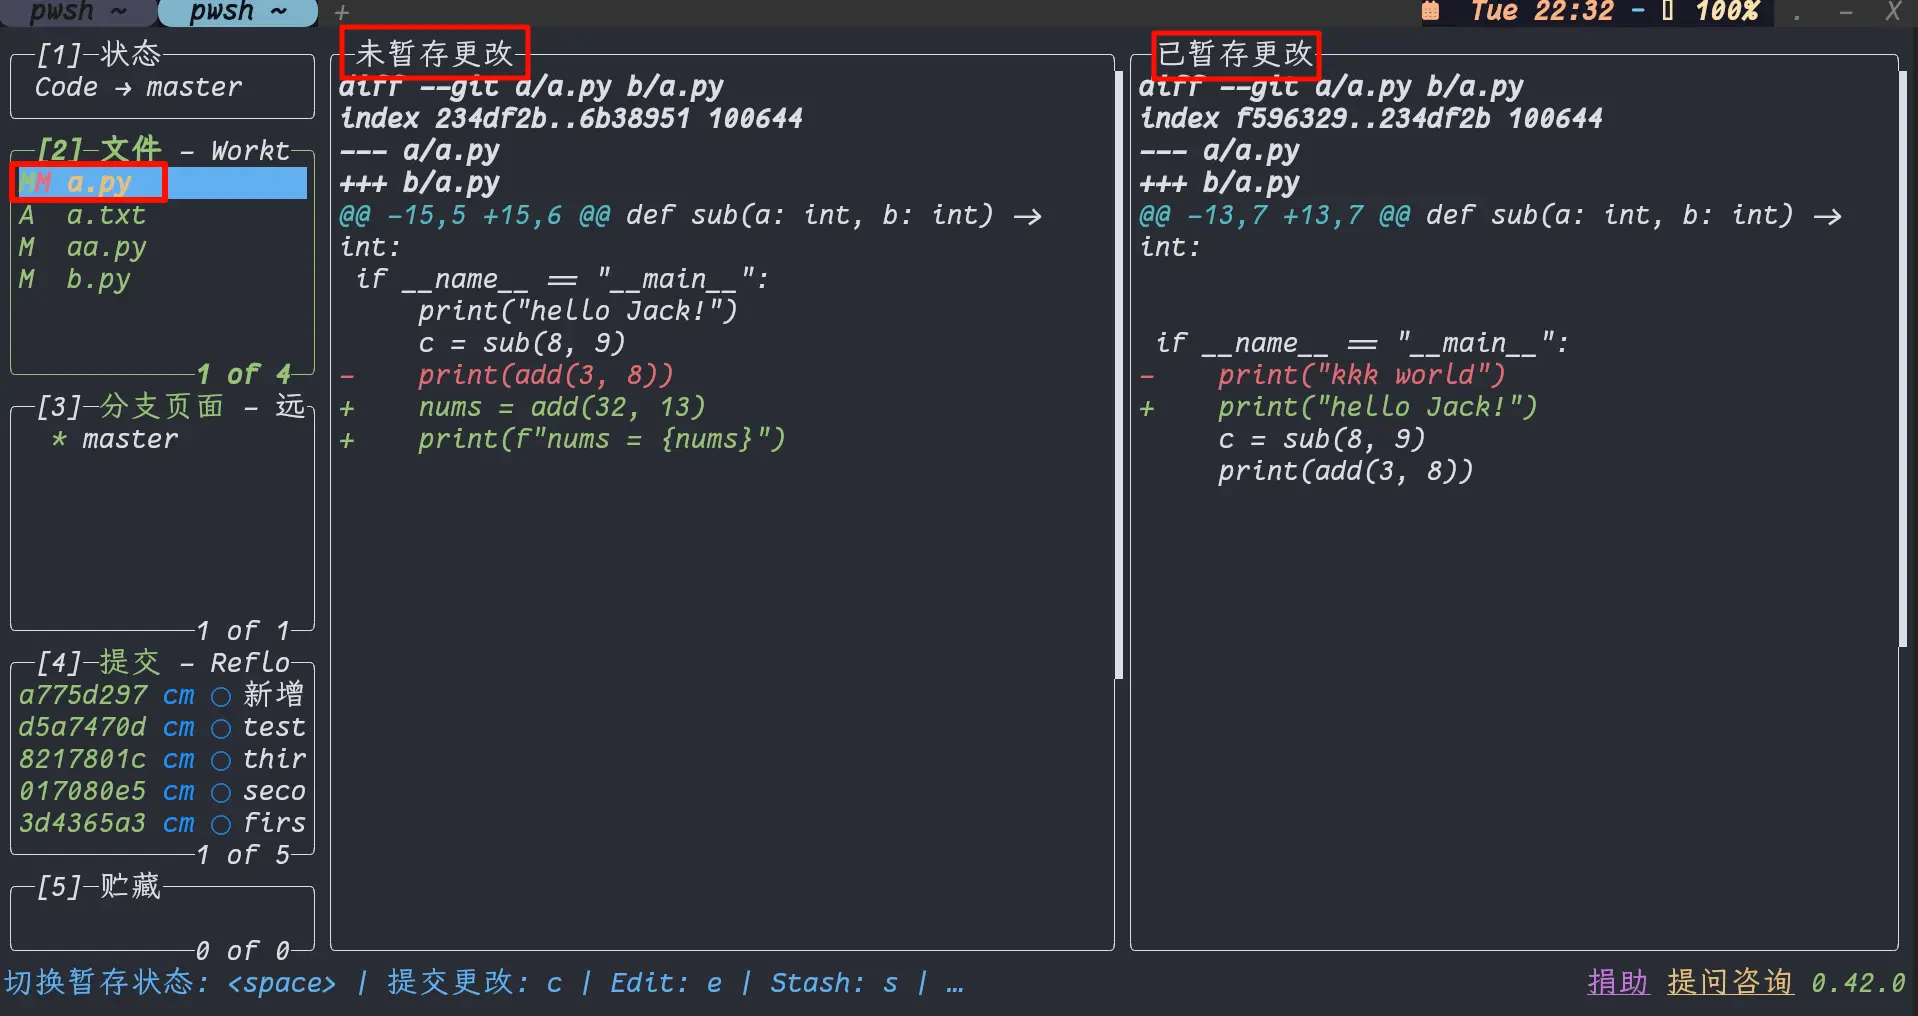 pwsh ~ pwsh ~ + Tue 22:32 - 100% . - X
[1]-状态
Code → master
[2]-文件 - Workt
MM a.py
A a.txt
M aa.py
M b.py
1 of 4
[3]-分支页面 - 远
* master
1 of 1
[4]-提交 - Reflo
a775d297 cm ○ 新增
d5a7470d cm ○ test
8217801c cm ○ thir
017080e5 cm ○ seco
3d4365a3 cm ○ firs
1 of 5
[5]-贮藏
0 of 0
未暂存更改
diff --git a/a.py b/a.py
index 234df2b..6b38951 100644
--- a/a.py
+++ b/a.py
@@ -15,5 +15,6 @@ def sub(a: int, b: int) ->
int:
if __name__ == "__main__":
print("hello Jack!")
c = sub(8, 9)
- print(add(3, 8))
+ nums = add(32, 13)
+ print(f"nums = {nums}")
已暂存更改
diff --git a/a.py b/a.py
index f596329..234df2b 100644
--- a/a.py
+++ b/a.py
@@ -13,7 +13,7 @@ def sub(a: int, b: int) ->
int:
if __name__ == "__main__":
- print("kkk world")
+ print("hello Jack!")
c = sub(8, 9)
print(add(3, 8))
切换暂存状态: <space> | 提交更改: c | Edit: e | Stash: s | …
捐助 提问咨询 0.42.0